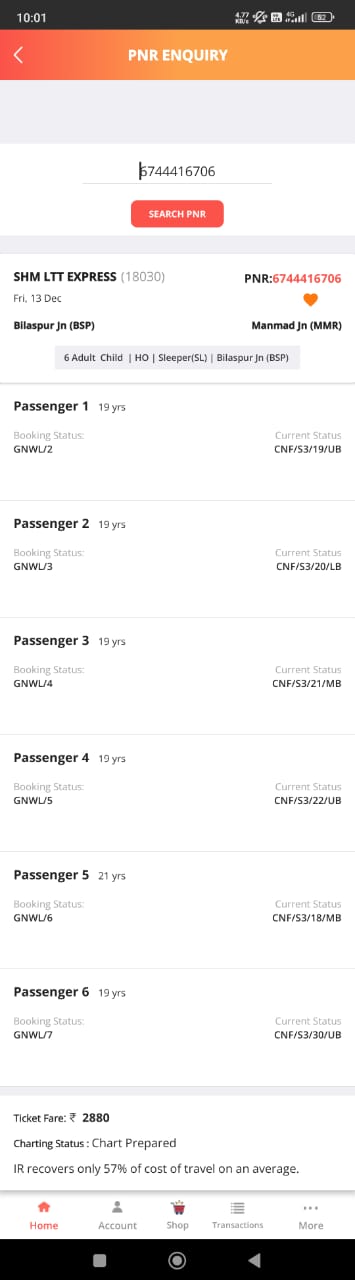 10:01
4.77 KB/s 4G 62
PNR ENQUIRY
6744416706
SEARCH PNR
SHM LTT EXPRESS (18030)
PNR:6744416706
Fri, 13 Dec
Bilaspur Jn (BSP)
Manmad Jn (MMR)
6 Adult Child | HO | Sleeper(SL) | Bilaspur Jn (BSP)
Passenger 1 19 yrs
Booking Status: Current Status
GNWL/2 CNF/S3/19/UB
Passenger 2 19 yrs
Booking Status: Current Status
GNWL/3 CNF/S3/20/LB
Passenger 3 19 yrs
Booking Status: Current Status
GNWL/4 CNF/S3/21/MB
Passenger 4 19 yrs
Booking Status: Current Status
GNWL/5 CNF/S3/22/UB
Passenger 5 21 yrs
Booking Status: Current Status
GNWL/6 CNF/S3/18/MB
Passenger 6 19 yrs
Booking Status: Current Status
GNWL/7 CNF/S3/30/UB
Ticket Fare: ₹ 2880
Charting Status : Chart Prepared
IR recovers only 57% of cost of travel on an average.
Home Account Shop Transactions More